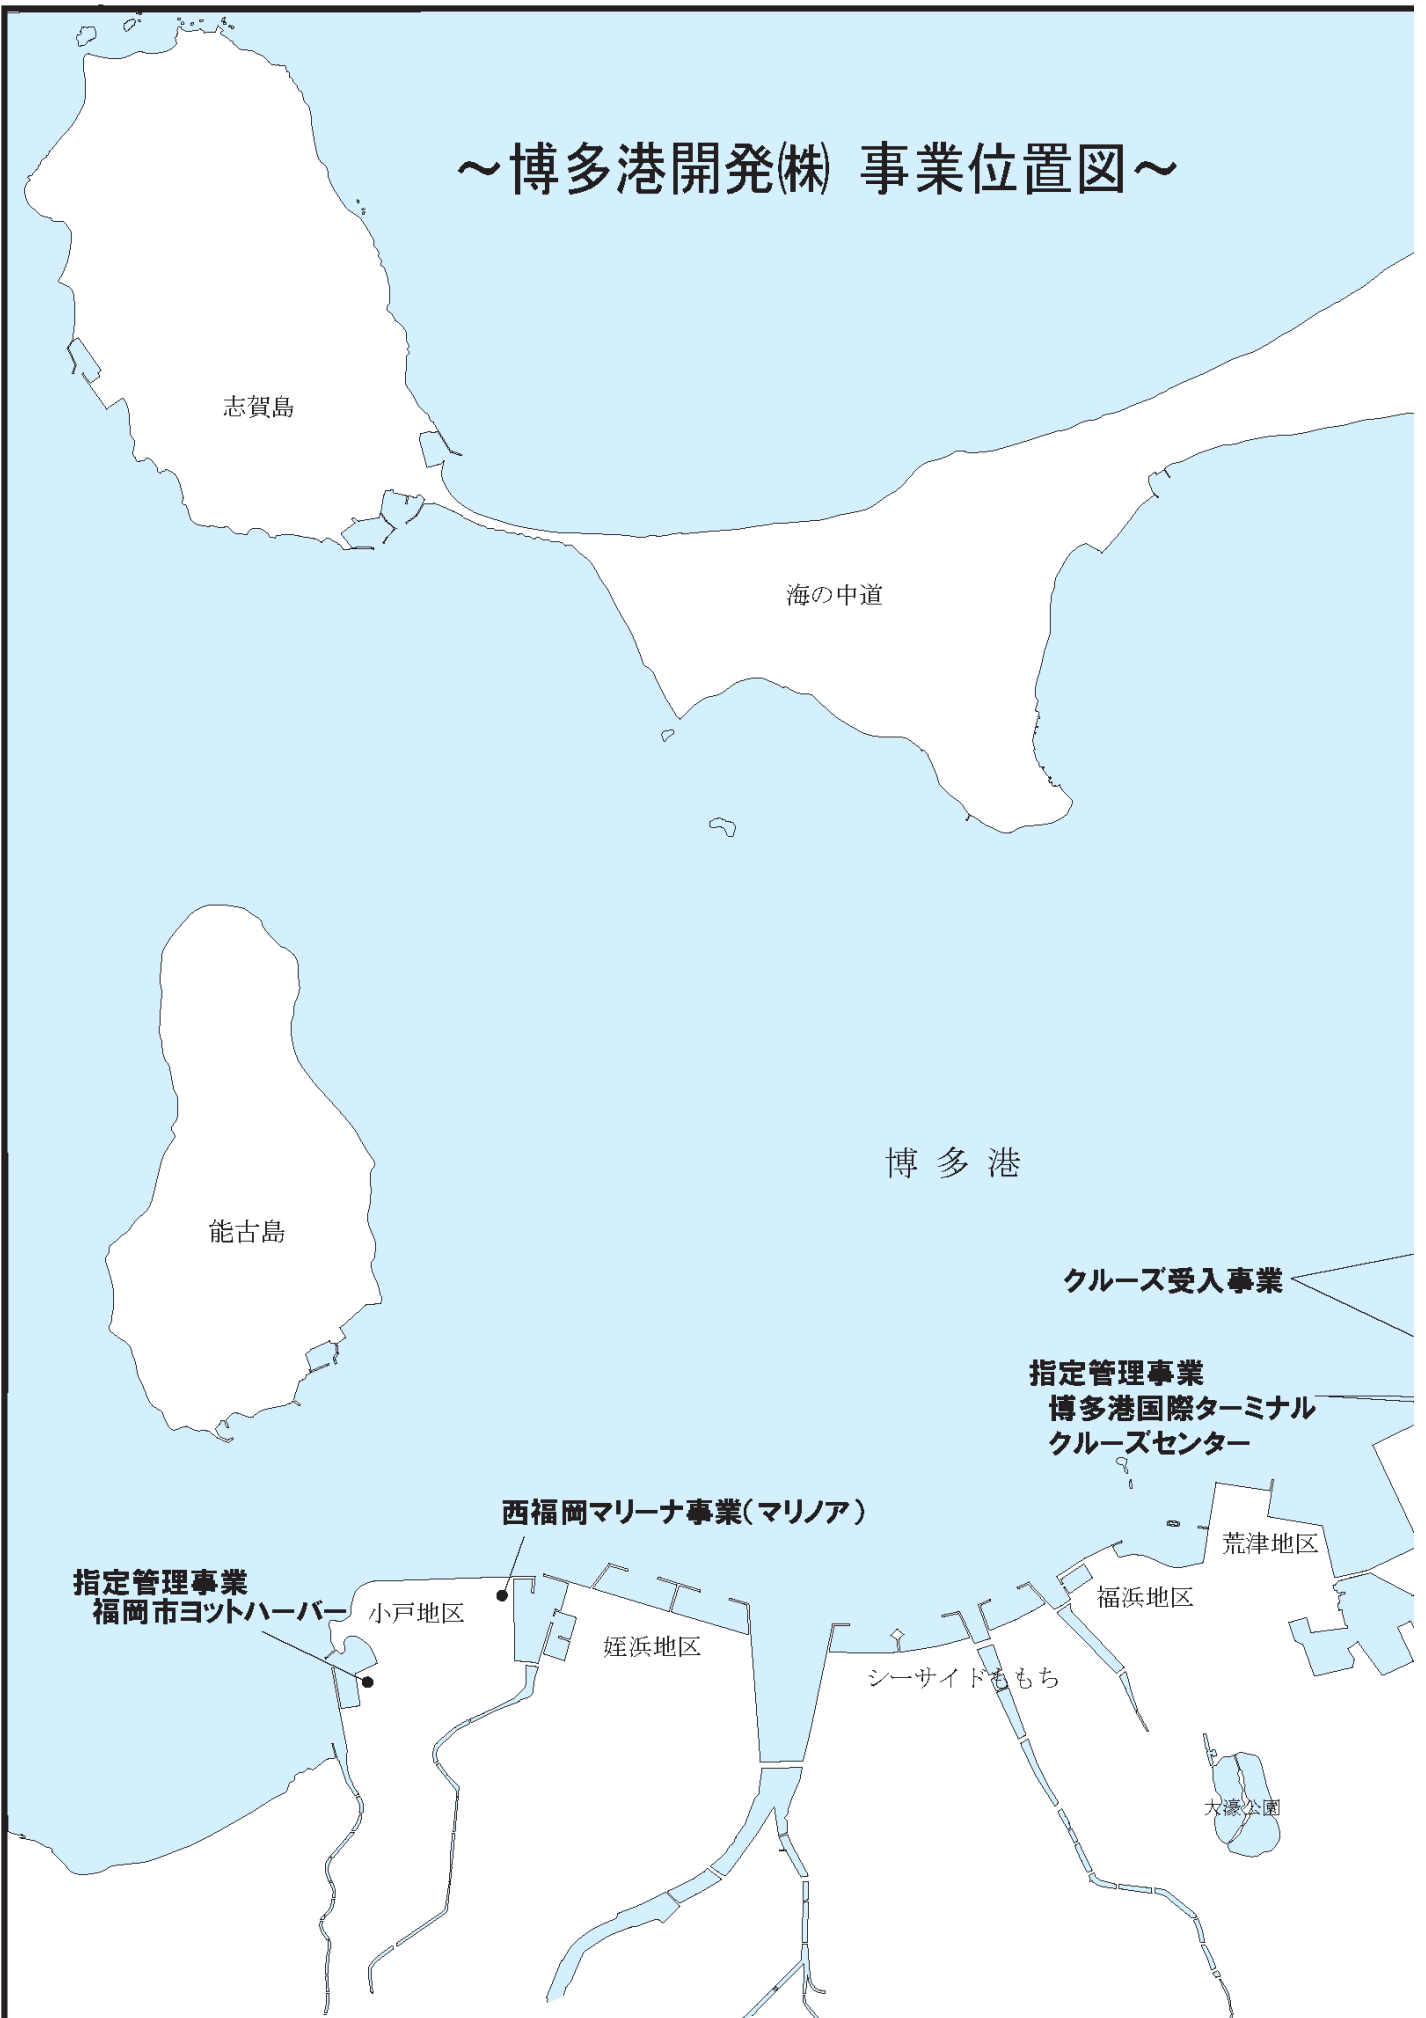 ～博多港開発㈱ 事業位置図～
志賀島
海の中道
博多港
能古島
クルーズ受入事業
指定管理事業
博多港国際ターミナル
クルーズセンター
西福岡マリーナ事業（マリノア）
荒津地区
指定管理事業
福岡市ヨットハーバー
小戸地区
福浜地区
姪浜地区
シーサイドももち
大濠公園